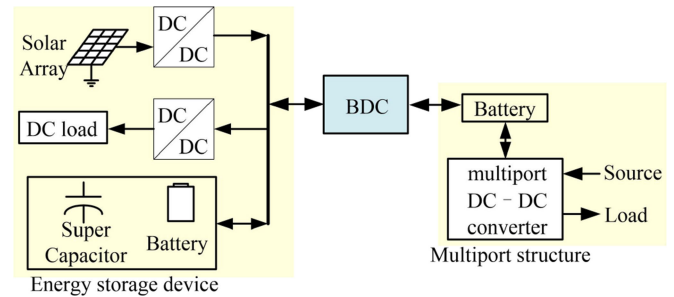 Solar
Array
DC
DC
DC load
DC
DC
Super
Capacitor
Battery
Energy storage device
BDC
Battery
multiport
DC - DC
converter
Source
Load
Multiport structure